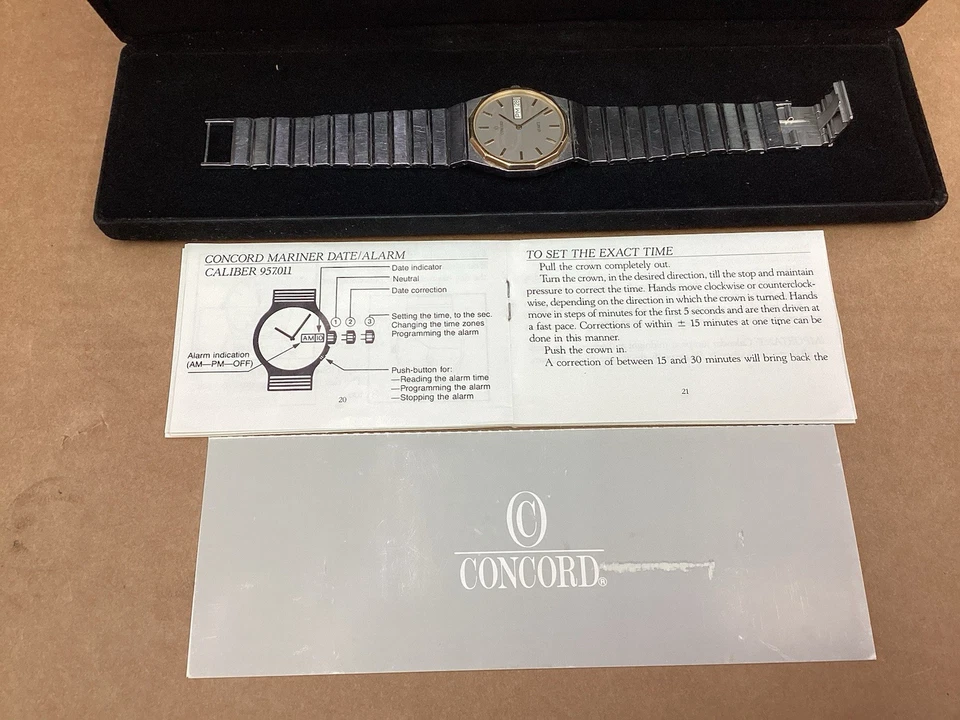 CONCORD MARINER DATE/ALARM
CALIBER 957.011
Date indicator
Neutral
Date correction
1 2 3
Setting the time, to the sec.
Changing the time zones
Programming the alarm
AM 10
Alarm indication
(AM—PM—OFF)
Push-button for:
—Reading the alarm time
—Programming the alarm
—Stopping the alarm
20
TO SET THE EXACT TIME
Pull the crown completely out.
Turn the crown, in the desired direction, till the stop and maintain
pressure to correct the time. Hands move clockwise or counterclock-
wise, depending on the direction in which the crown is turned. Hands
move in steps of minutes for the first 5 seconds and are then driven at
a fast pace. Corrections of within ± 15 minutes at one time can be
done in this manner.
Push the crown in.
A correction of between 15 and 30 minutes will bring back the
21
C
CONCORD®